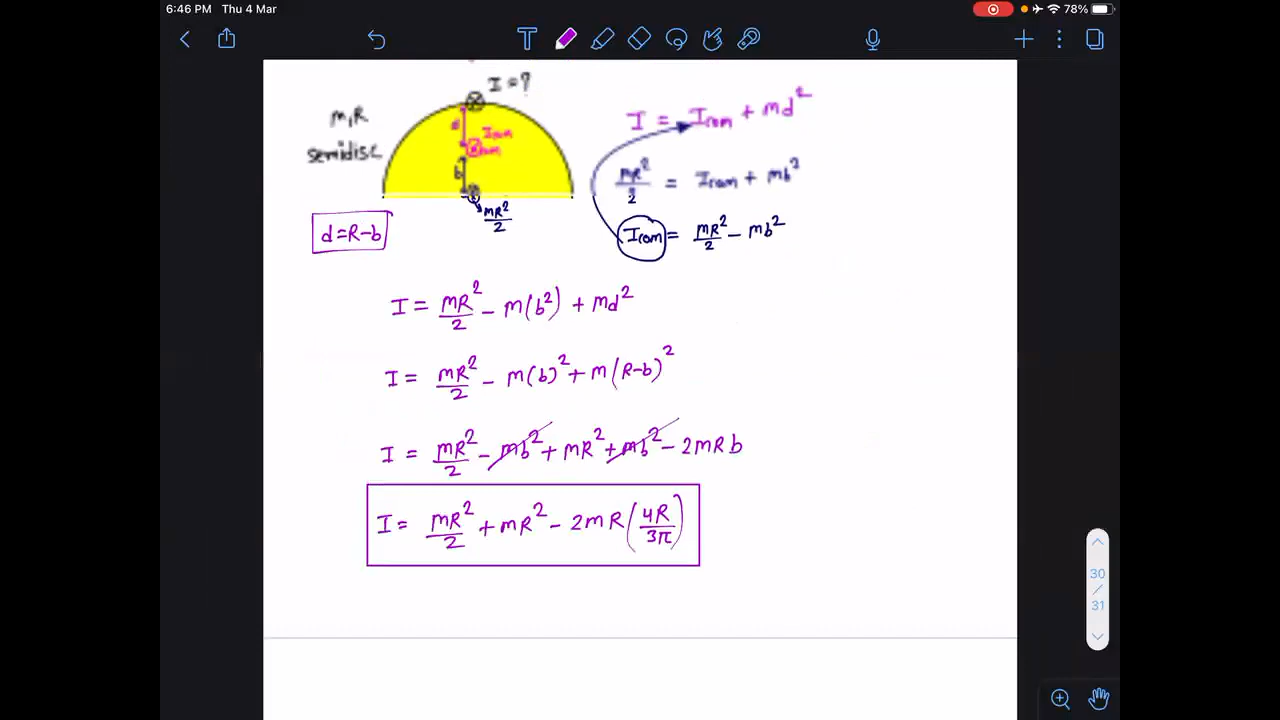 6:46 PM Thu 4 Mar
78%
I = ?
m,R
semidisc
d
Icom
com
b
mR²/2
d=R-b
I = Icom + md²
mR²/2 = Icom + mb²
Icom = mR²/2 - mb²
I = mR²/2 - m(b²) + md²
I = mR²/2 - m(b)² + m(R-b)²
I = mR²/2 - mb² + mR² + mb² - 2mRb
I = mR²/2 + mR² - 2mR(4R/3π)
30
/
31